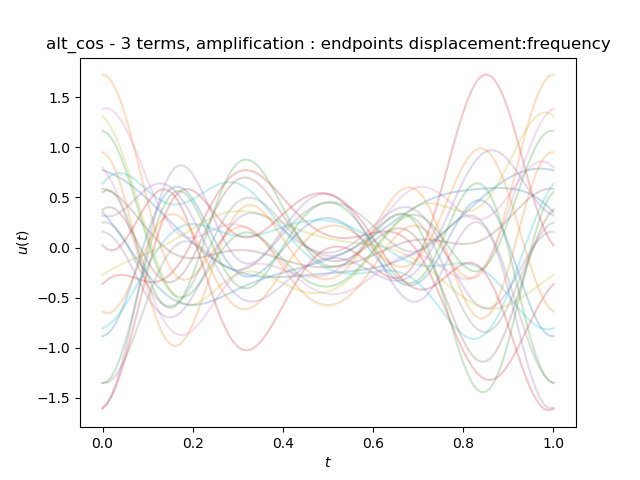 alt_cos - 3 terms, amplification : endpoints displacement:frequency
1.5
1.0
0.5
0.0
−0.5
−1.0
−1.5
u(t)
0.0 0.2 0.4 0.6 0.8 1.0
t